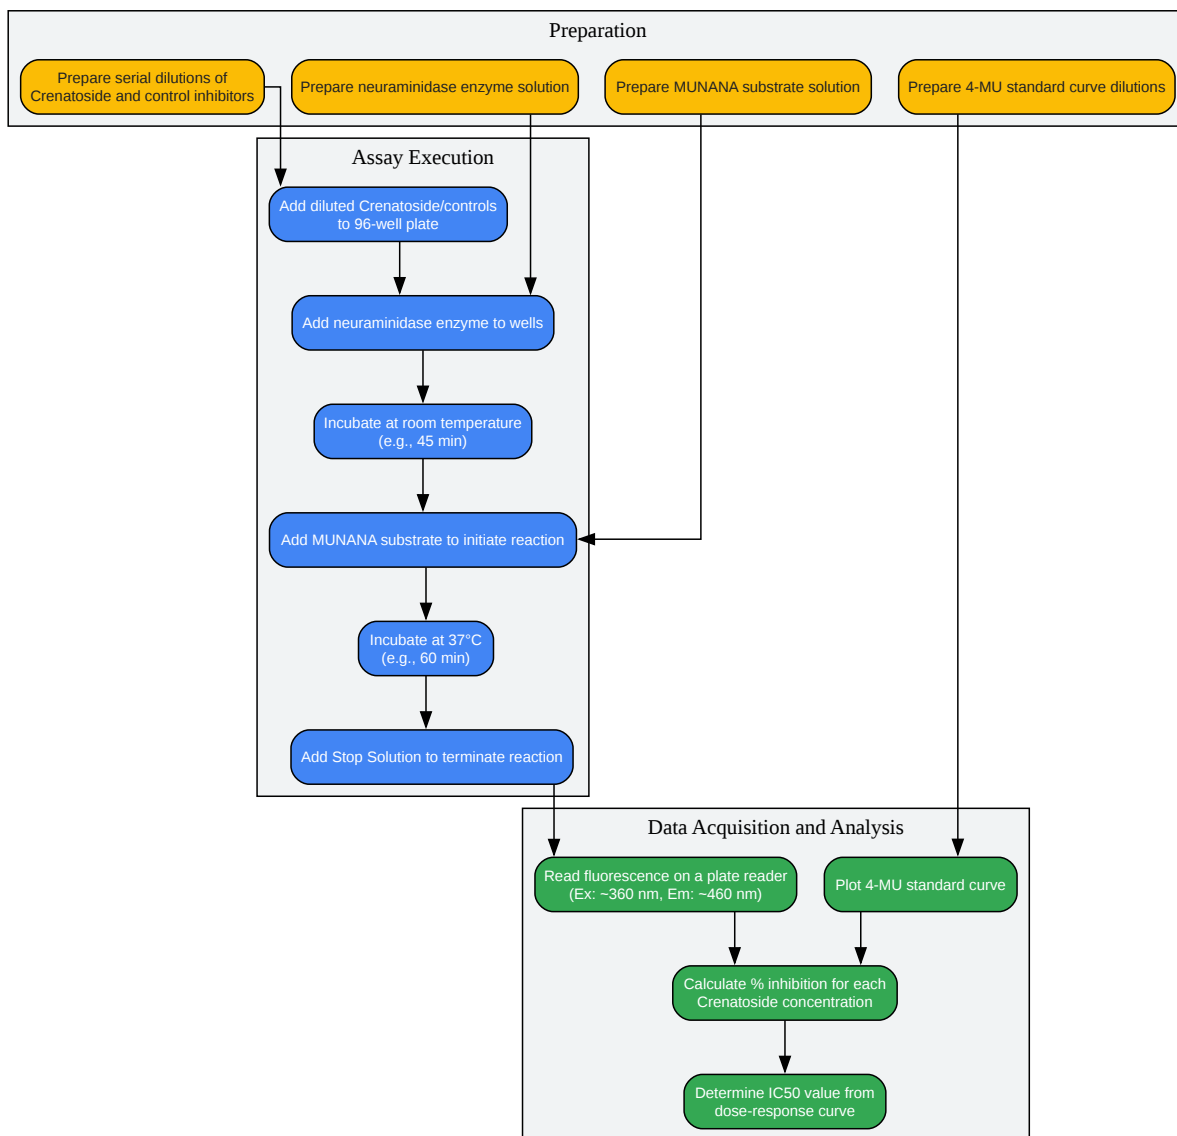 Preparation
Prepare serial dilutions of
Crenatoside and control inhibitors
Prepare neuraminidase enzyme solution
Prepare MUNANA substrate solution
Prepare 4-MU standard curve dilutions
Assay Execution
Add diluted Crenatoside/controls
to 96-well plate
Add neuraminidase enzyme to wells
Incubate at room temperature
(e.g., 45 min)
Add MUNANA substrate to initiate reaction
Incubate at 37°C
(e.g., 60 min)
Add Stop Solution to terminate reaction
Data Acquisition and Analysis
Read fluorescence on a plate reader
(Ex: ~360 nm, Em: ~460 nm)
Plot 4-MU standard curve
Calculate % inhibition for each
Crenatoside concentration
Determine IC50 value from
dose-response curve